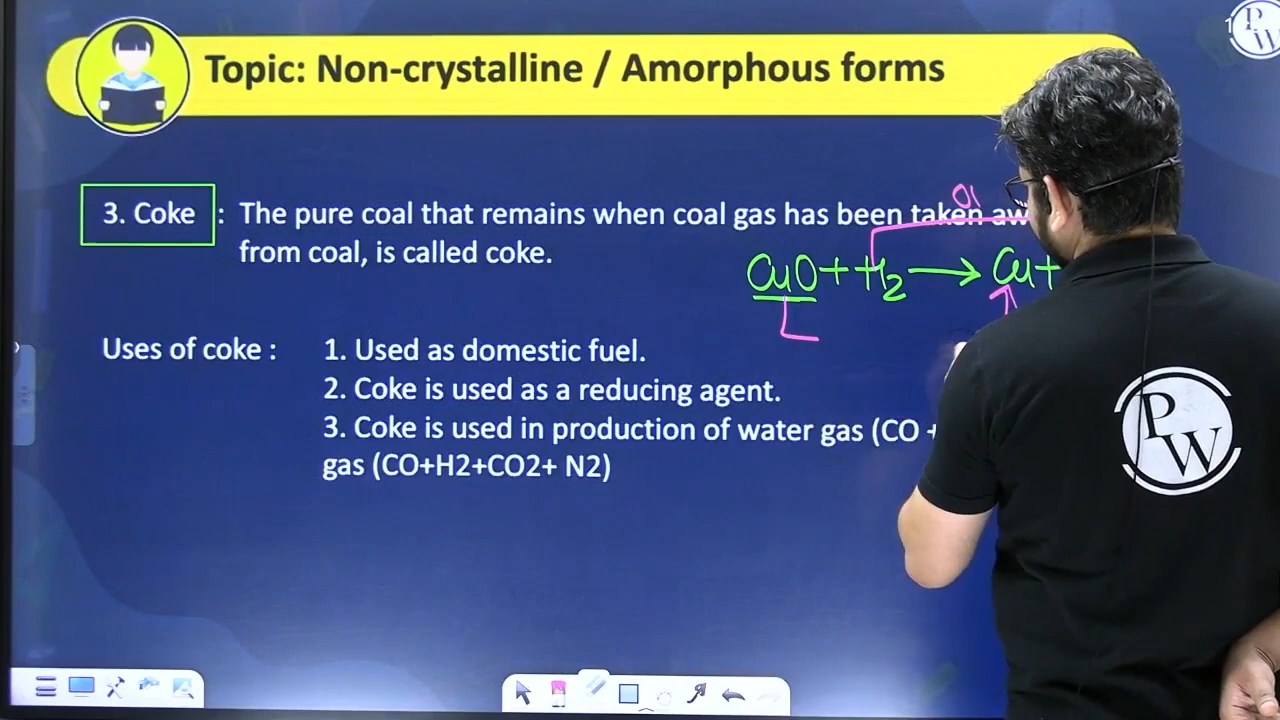 Topic: Non-crystalline / Amorphous forms
P
W
3. Coke : The pure coal that remains when coal gas has been taken aw
from coal, is called coke.
OI
CuO + H2 → Cu +
Uses of coke : 1. Used as domestic fuel.
2. Coke is used as a reducing agent.
3. Coke is used in production of water gas (CO +
gas (CO+H2+CO2+ N2)
P
W